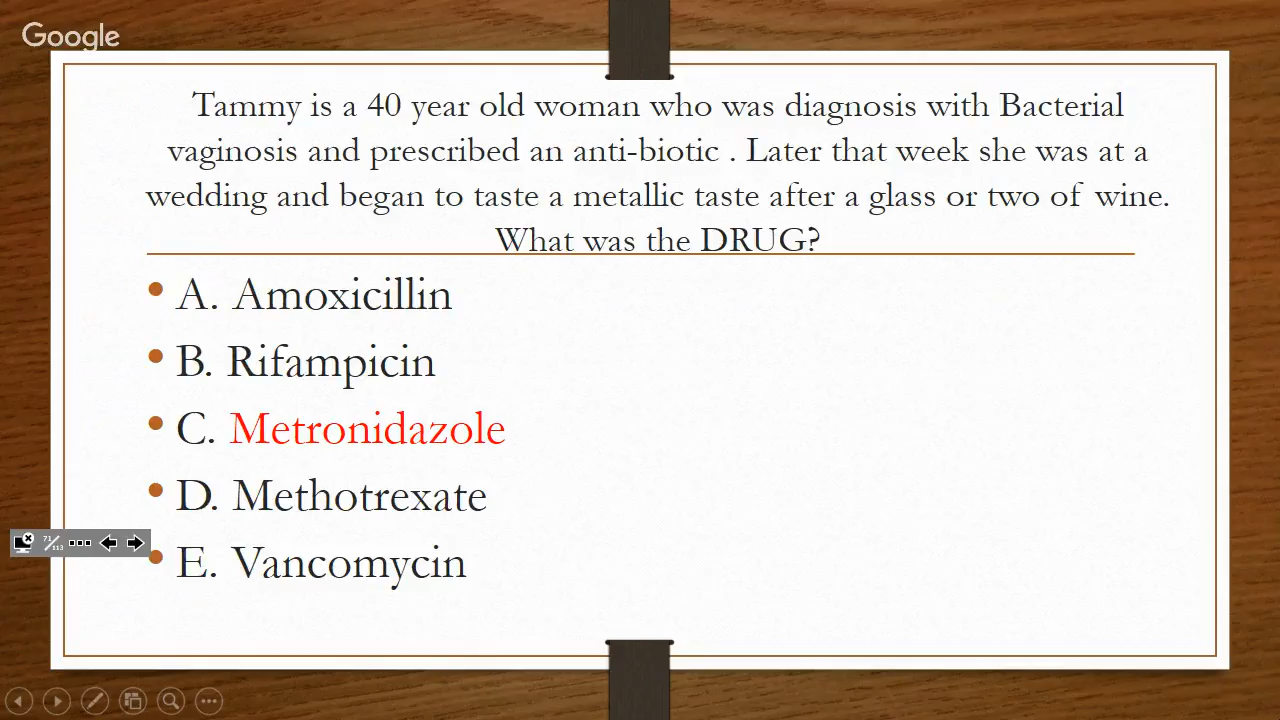 Google
Tammy is a 40 year old woman who was diagnosis with Bacterial
vaginosis and prescribed an anti-biotic . Later that week she was at a
wedding and began to taste a metallic taste after a glass or two of wine.
What was the DRUG?
• A. Amoxicillin
• B. Rifampicin
• C. Metronidazole
• D. Methotrexate
71/113
• E. Vancomycin